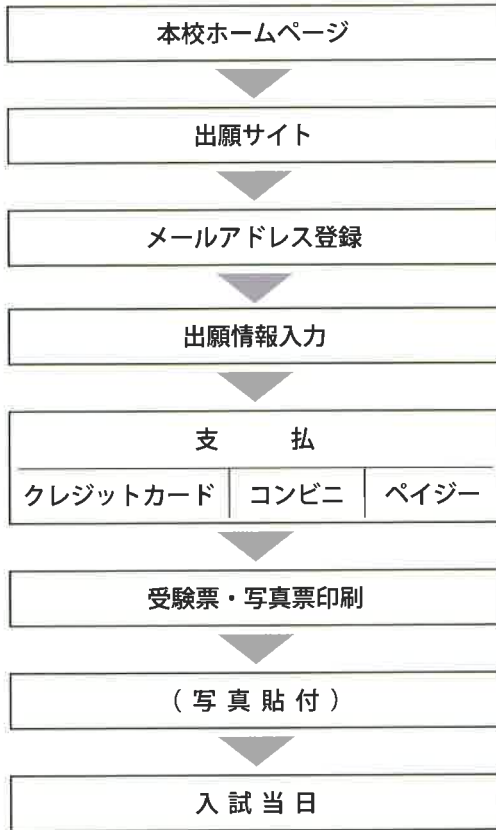 本校ホームページ
出願サイト
メールアドレス登録
出願情報入力
支　　払
クレジットカード　コンビニ　ペイジー
受験票・写真票印刷
（写真貼付）
入試当日